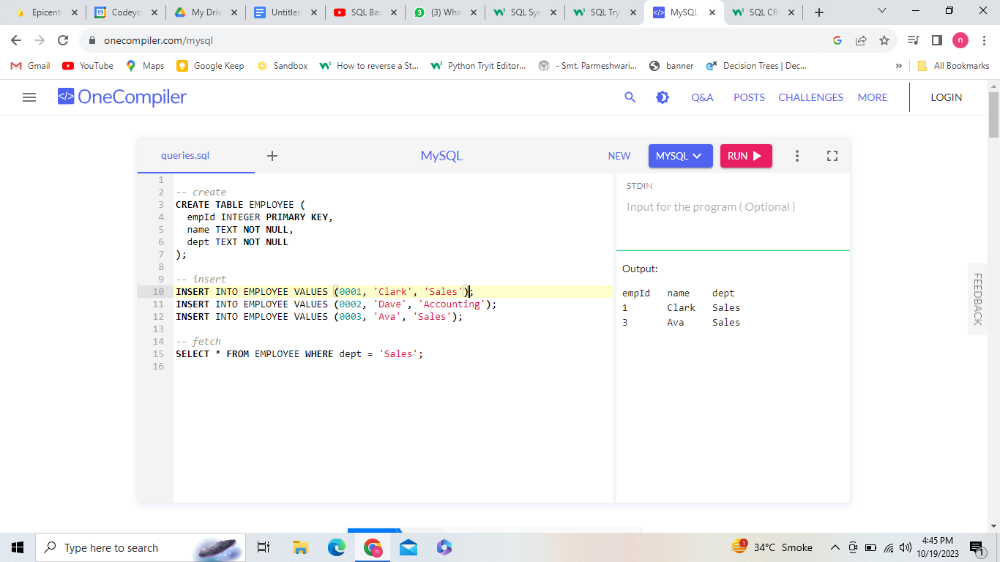 Epicent
Codeyo
My Driv
Untitled
SQL Bas
(3) Wha
SQL Syn
SQL Try
MySQL
SQL CR
onecompiler.com/mysql
n
Gmail
YouTube
Maps
Google Keep
Sandbox
How to reverse a St...
Python Tryit Editor...
- Smt. Parmeshwari...
banner
Decision Trees | Dec...
»
All Bookmarks
</> OneCompiler
Q&A
POSTS
CHALLENGES
MORE
LOGIN
queries.sql
+
MySQL
NEW
MYSQL
RUN
1
2 -- create
3 CREATE TABLE EMPLOYEE (
4 empId INTEGER PRIMARY KEY,
5 name TEXT NOT NULL,
6 dept TEXT NOT NULL
7 );
8
9 -- insert
10 INSERT INTO EMPLOYEE VALUES (0001, 'Clark', 'Sales');
11 INSERT INTO EMPLOYEE VALUES (0002, 'Dave', 'Accounting');
12 INSERT INTO EMPLOYEE VALUES (0003, 'Ava', 'Sales');
13
14 -- fetch
15 SELECT * FROM EMPLOYEE WHERE dept = 'Sales';
16
STDIN
Input for the program ( Optional )
Output:
empId name dept
1 Clark Sales
3 Ava Sales
FEEDBACK
Type here to search
n
1
34°C Smoke
4:45 PM
10/19/2023
1